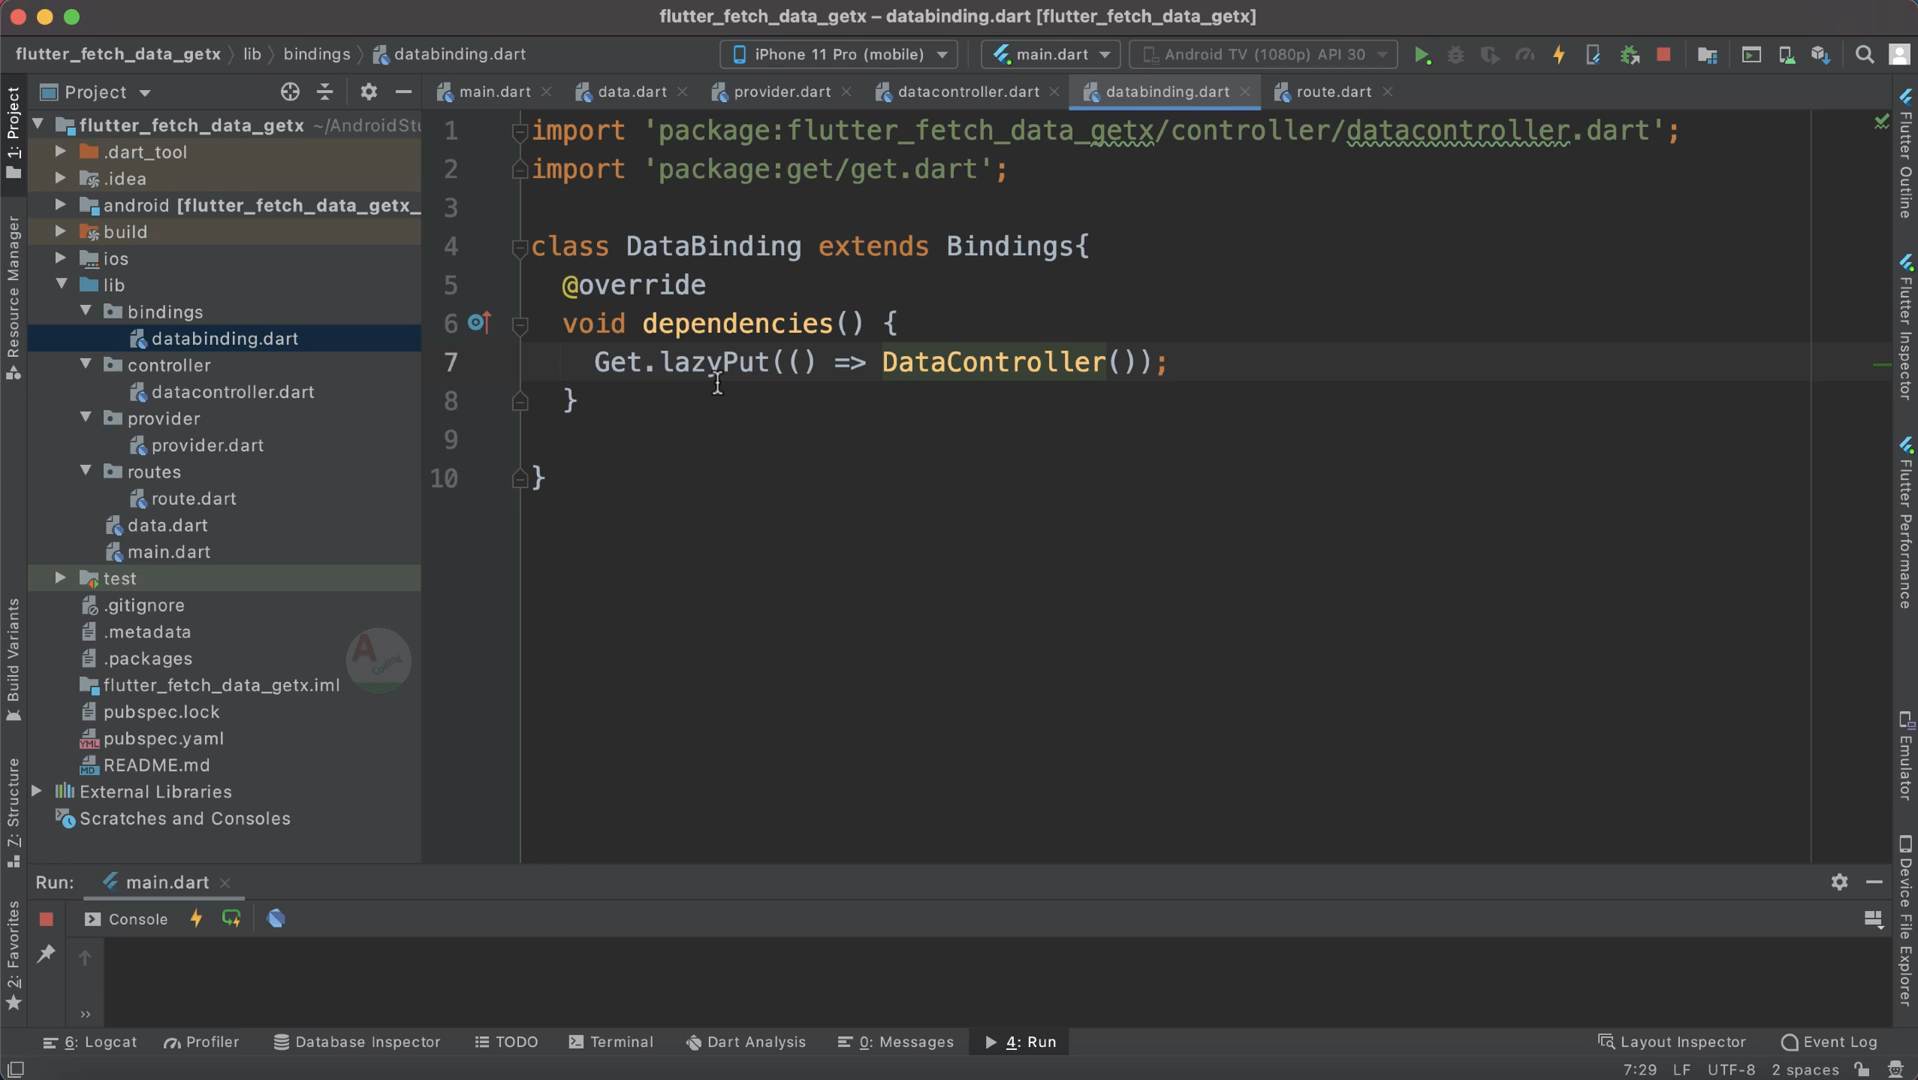 flutter_fetch_data_getx – databinding.dart [flutter_fetch_data_getx]
flutter_fetch_data_getx lib bindings databinding.dart
iPhone 11 Pro (mobile) main.dart Android TV (1080p) API 30
Project
main.dart data.dart provider.dart datacontroller.dart databinding.dart route.dart
flutter_fetch_data_getx ~/AndroidStu
.dart_tool
.idea
android [flutter_fetch_data_getx_
build
ios
lib
bindings
databinding.dart
controller
datacontroller.dart
provider
provider.dart
routes
route.dart
data.dart
main.dart
test
.gitignore
.metadata
.packages
flutter_fetch_data_getx.iml
pubspec.lock
pubspec.yaml
README.md
External Libraries
Scratches and Consoles
1 import 'package:flutter_fetch_data_getx/controller/datacontroller.dart';
2 import 'package:get/get.dart';
3
4 class DataBinding extends Bindings{
5 @override
6 void dependencies() {
7 Get.lazyPut(() => DataController());
8 }
9
10 }
A
Coding
1: Project
Resource Manager
Build Variants
Z: Structure
2: Favorites
Flutter Outline
Flutter Inspector
Flutter Performance
Emulator
Device File Explorer
Run: main.dart
Console
6: Logcat Profiler Database Inspector TODO Terminal Dart Analysis 0: Messages 4: Run Layout Inspector Event Log
7:29 LF UTF-8 2 spaces